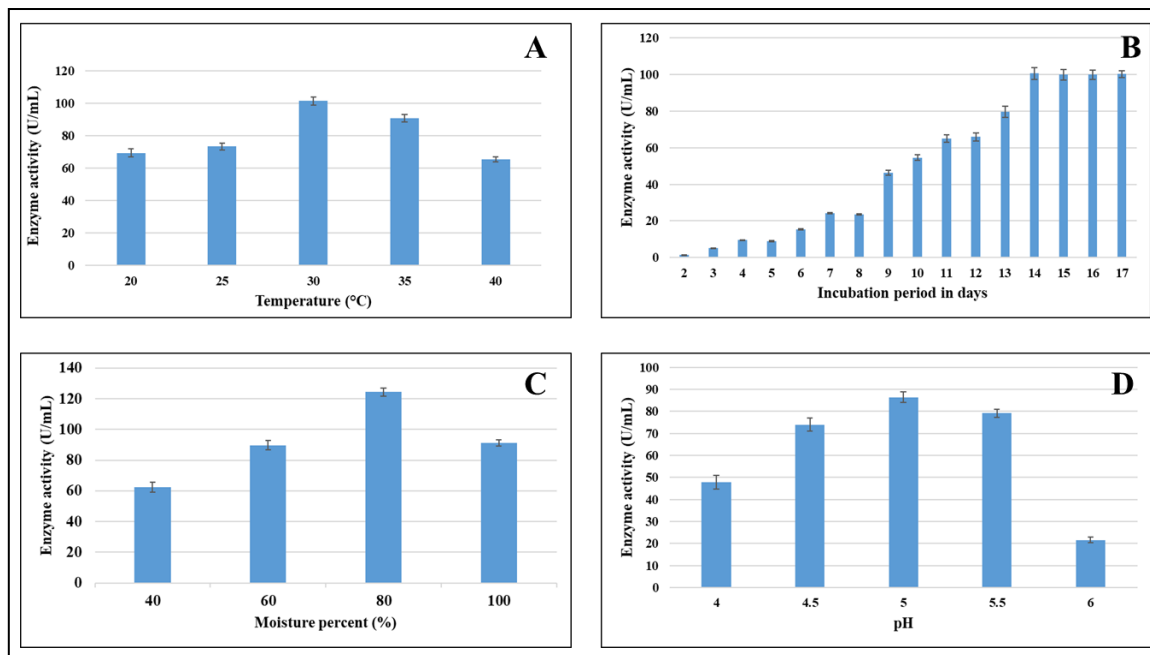 A
Enzyme activity (U/mL)
120
100
80
60
40
20
0
20 25 30 35 40
Temperature (°C)
B
Enzyme activity (U/mL)
120
100
80
60
40
20
0
2 3 4 5 6 7 8 9 10 11 12 13 14 15 16 17
Incubation period in days
C
Enzyme activity (U/mL)
140
120
100
80
60
40
20
0
40 60 80 100
Moisture percent (%)
D
Enzyme activity (U/mL)
100
90
80
70
60
50
40
30
20
10
0
4 4.5 5 5.5 6
pH